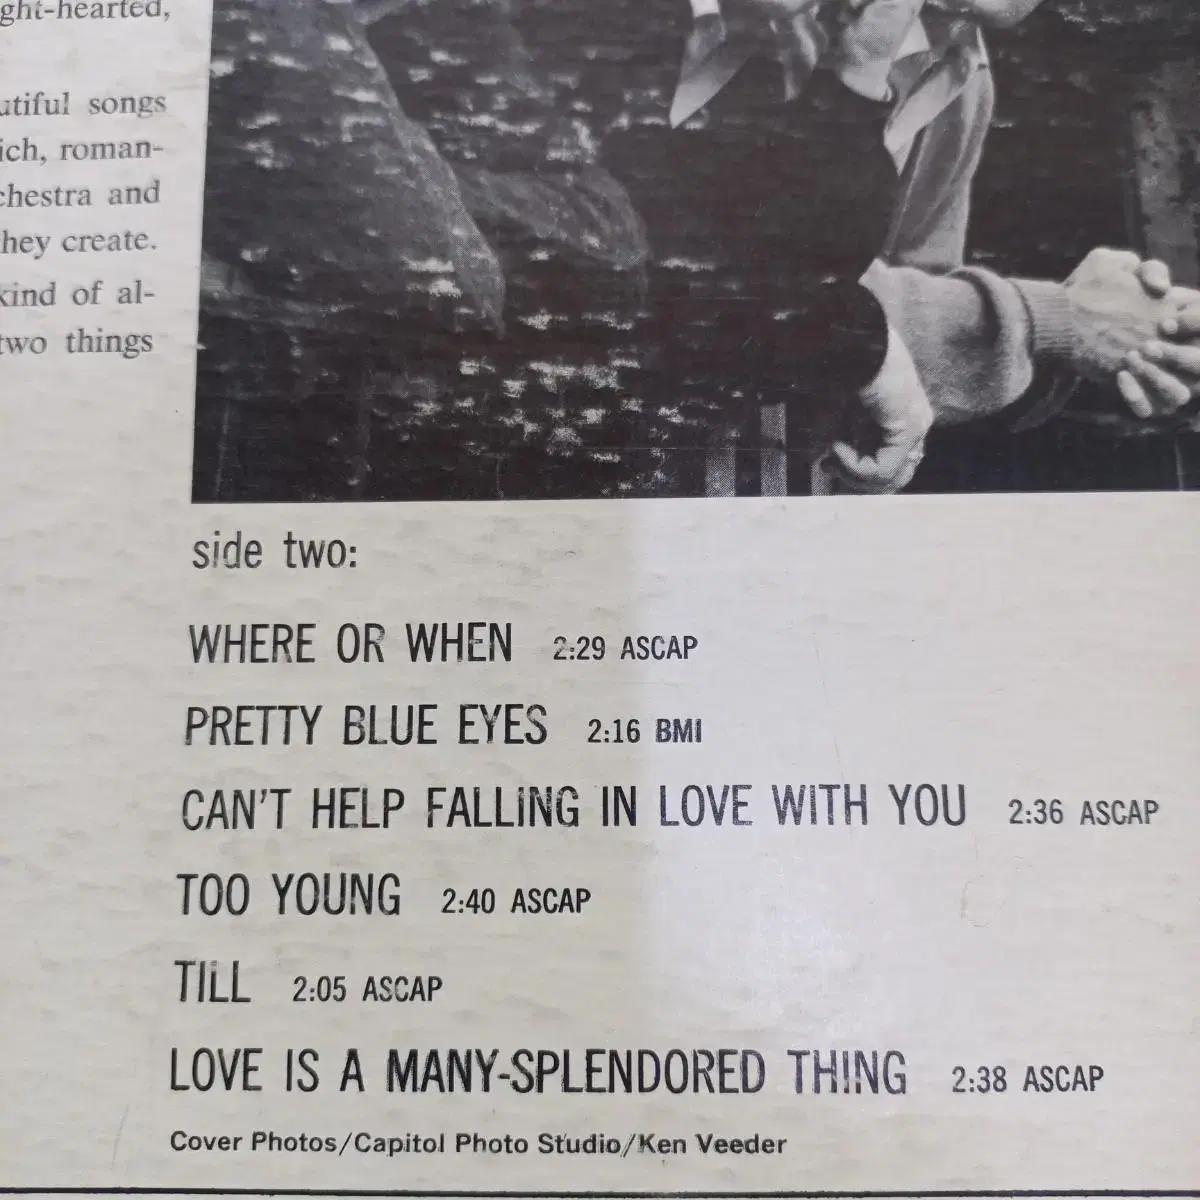 ght-hearted,
utiful songs
ich, roman-
chestra and
hey create.
kind of al-
two things
side two:
WHERE OR WHEN 2:29 ASCAP
PRETTY BLUE EYES 2:16 BMI
CAN'T HELP FALLING IN LOVE WITH YOU 2:36 ASCAP
TOO YOUNG 2:40 ASCAP
TILL 2:05 ASCAP
LOVE IS A MANY-SPLENDORED THING 2:38 ASCAP
Cover Photos/Capitol Photo Studio/Ken Veeder